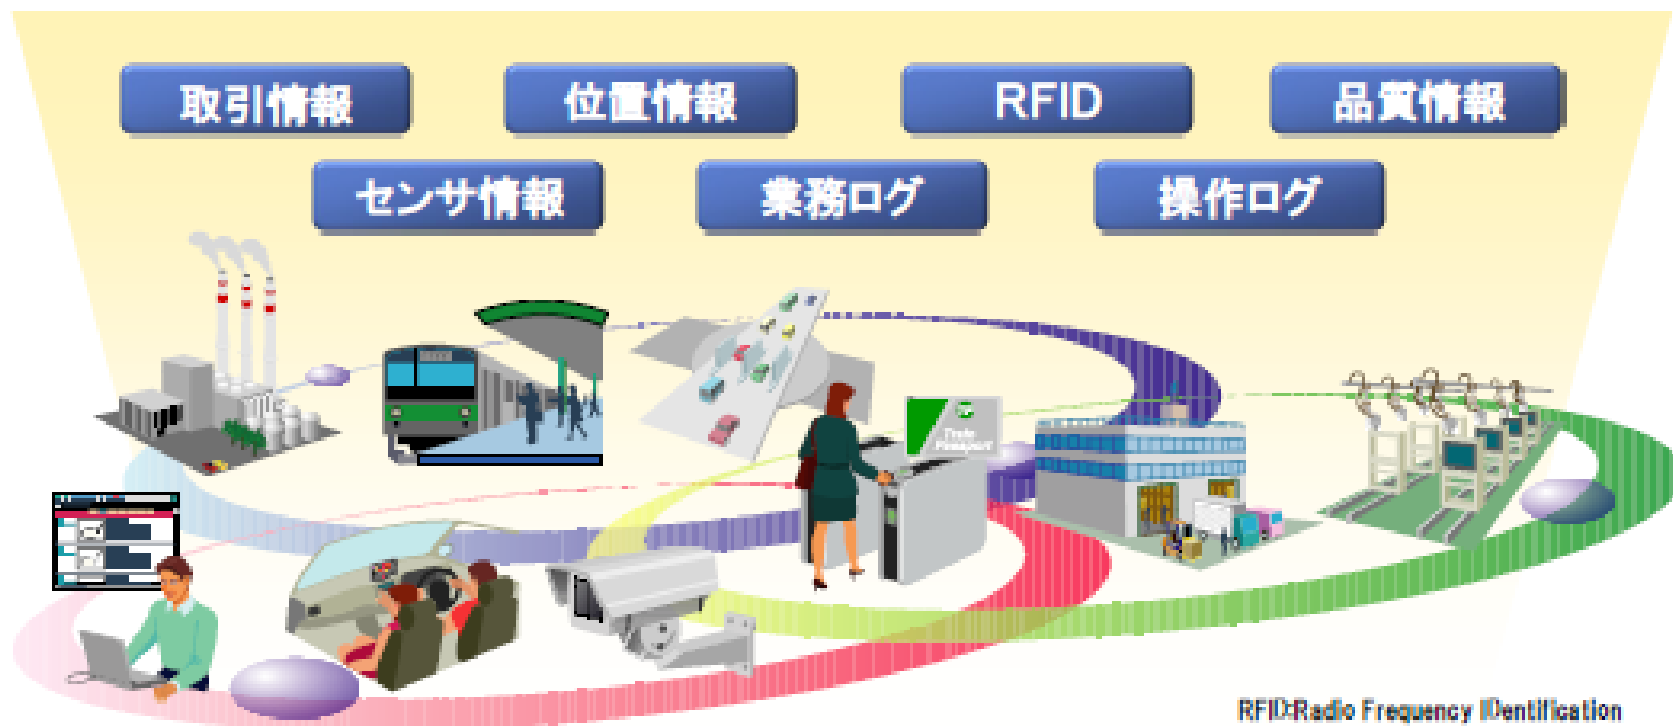 取引情報
位置情報
RFID
品質情報
センサ情報
業務ログ
操作ログ
RFID:Radio Frequency IDentification